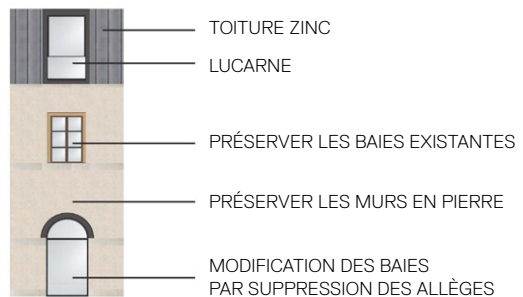 TOITURE ZINC
LUCARNE
PRÉSERVER LES BAIES EXISTANTES
PRÉSERVER LES MURS EN PIERRE
MODIFICATION DES BAIES
PAR SUPPRESSION DES ALLÈGES